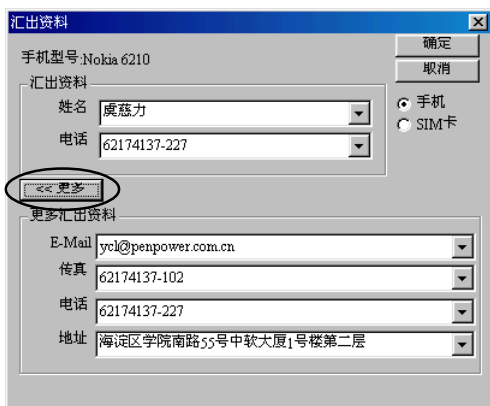 汇出资料
手机型号:Nokia 6210
确定
取消
汇出资料
姓名 虞慈力
电话 62174137-227
手机
SIM卡
<< 更多
更多汇出资料
E-Mail ycl@penpower.com.cn
传真 62174137-102
电话 62174137-227
地址 海淀区学院南路55号中软大厦1号楼第二层